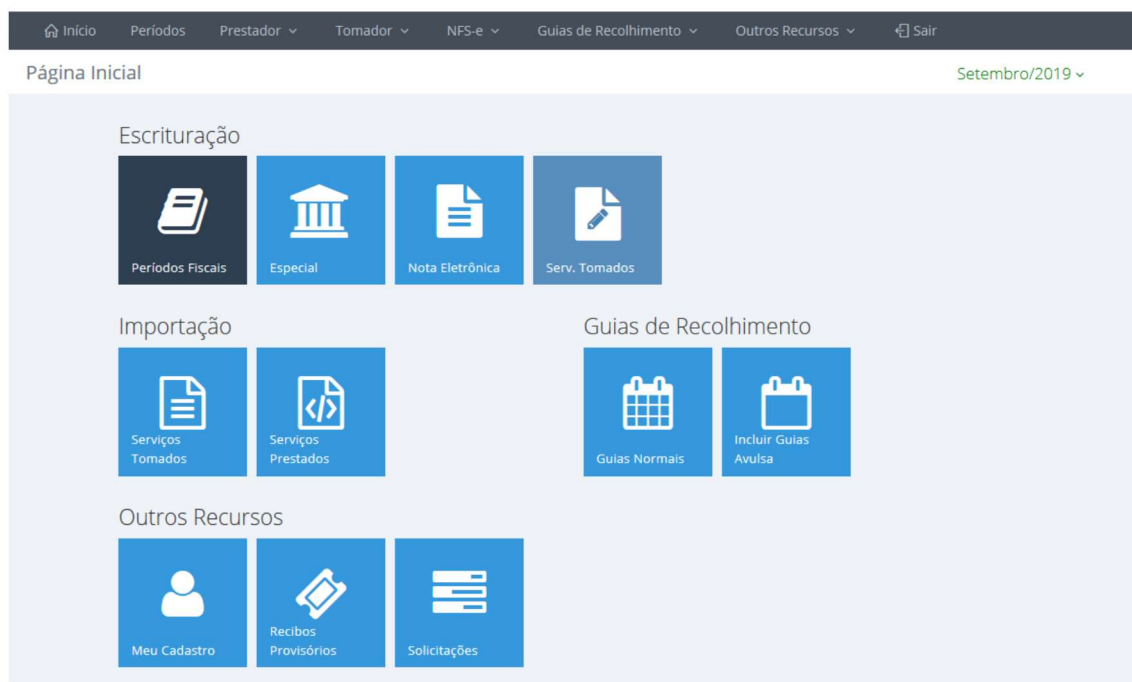 Início Períodos Prestador Tomador NFS-e Guias de Recolhimento Outros Recursos Sair
Página Inicial Setembro/2019
Escrituração
Períodos Fiscais Especial Nota Eletrônica Serv. Tomados
Importação Guias de Recolhimento
Serviços Serviços Incluir Guias
Tomados Prestados Guias Normais Avulsa
Outros Recursos
Recibos
Meu Cadastro Provisórios Solicitações